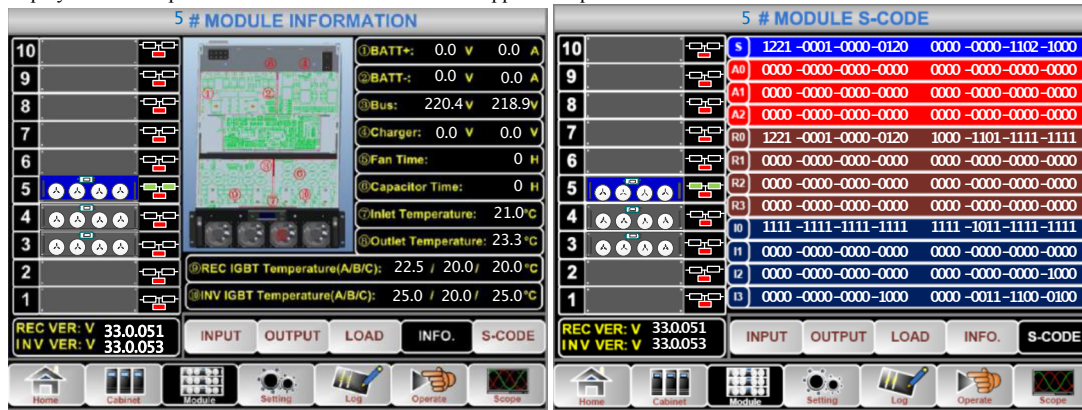 5 # MODULE INFORMATION
10
9
8
7
6
5
4
3
2
1
①BATT+: 0.0 V 0.0 A
②BATT-: 0.0 V 0.0 A
③Bus: 220.4 V 218.9 V
④Charger: 0.0 V 0.0 V
⑤Fan Time: 0 H
⑥Capacitor Time: 0 H
⑦Inlet Temperature: 21.0°C
⑧Outlet Temperature: 23.3 °C
⑨REC IGBT Temperature(A/B/C): 22.5 / 20.0 / 20.0 °C
⑩INV IGBT Temperature(A/B/C): 25.0 / 20.0 / 25.0 °C
REC VER: V 33.0.051
INV VER: V 33.0.053
INPUT OUTPUT LOAD INFO. S-CODE
Home Cabinet Module Setting Log Operate Scope
5 # MODULE S-CODE
10
9
8
7
6
5
4
3
2
1
S 1221 -0001-0000-0120 0000 -0000-1102-1000
A0 0000 -0000-0000-0000 0000 -0000-0000-0000
A1 0000 -0000-0000-0000 0000 -0000-0000-0000
A2 0000 -0000-0000-0000 0000 -0000-0000-0000
R0 1221 -0001-0000-0120 1000 -1101-1111-1111
R1 0000 -0000-0000-0000 0000 -0000-0000-0000
R2 0000 -0000-0000-0000 0000 -0000-0000-0000
R3 0000 -0000-0000-0000 0000 -0000-0000-0000
I0 1111 -1111-1111-1111 1111 -1011-1111-1111
I1 0000 -0000-0000-0000 0000 -0000-0000-0000
I2 0000 -0000-0000-0000 0000 -0000-0000-1000
I3 0000 -0000-0000-1000 0000 -0011-1100-0100
REC VER: V 33.0.051
INV VER: V 33.0.053
INPUT OUTPUT LOAD INFO. S-CODE
Home Cabinet Module Setting Log Operate Scope